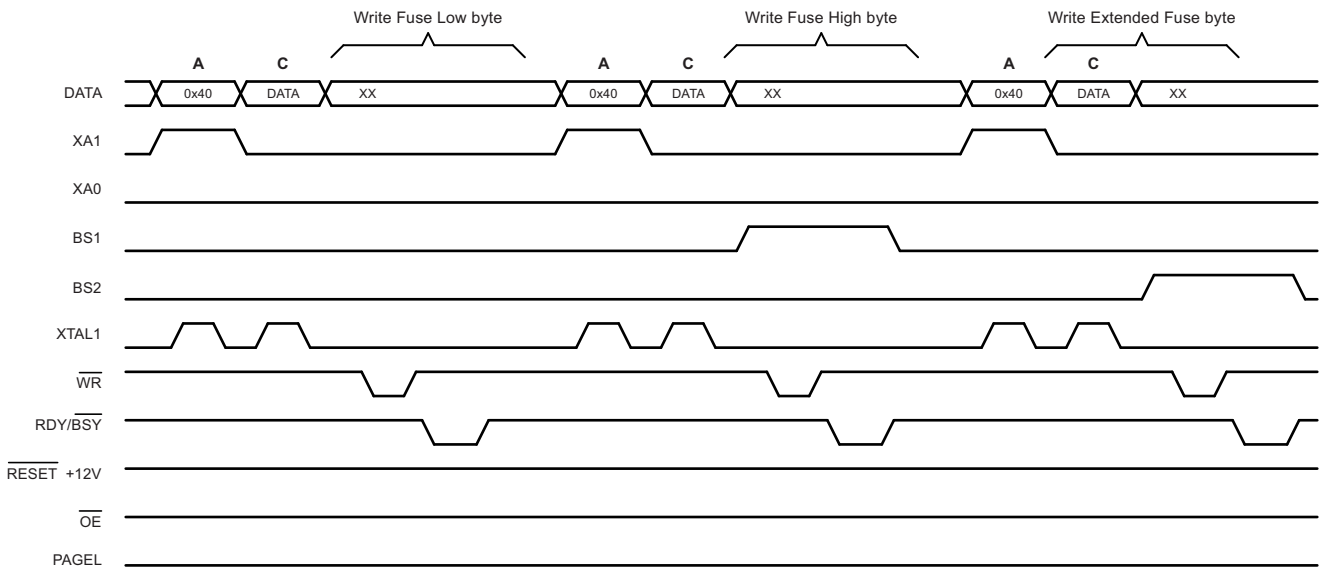 Write Fuse Low byte Write Fuse High byte Write Extended Fuse byte
A C A C A C
DATA 0x40 DATA XX 0x40 DATA XX 0x40 DATA XX
XA1
XA0
BS1
BS2
XTAL1
WR
RDY/BSY
RESET +12V
OE
PAGEL